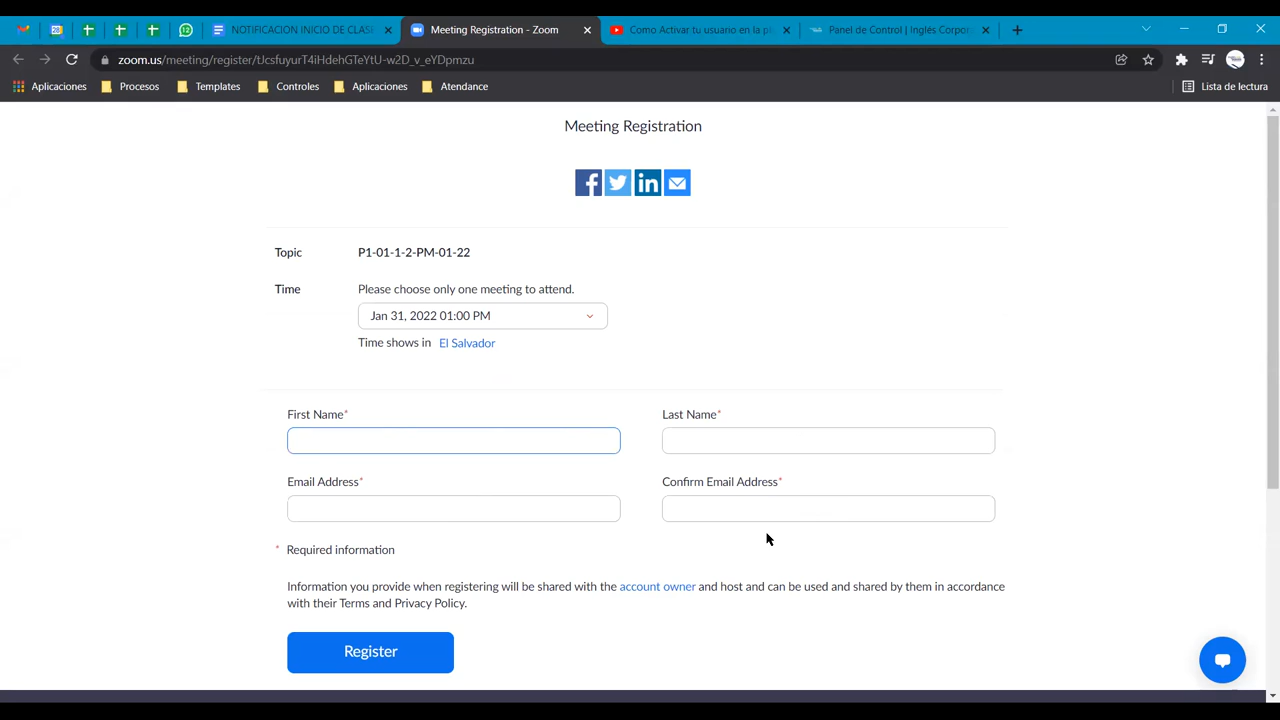 NOTIFICACION INICIO DE CLASE
Meeting Registration - Zoom
Como Activar tu usuario en la pl
Panel de Control | Inglés Corpor
zoom.us/meeting/register/tJcsfuyurT4iHdehGTeYtU-w2D_v_eYDpmzu
Aplicaciones Procesos Templates Controles Aplicaciones Atendance Lista de lectura
Meeting Registration
Topic P1-01-1-2-PM-01-22
Time Please choose only one meeting to attend.
Jan 31, 2022 01:00 PM
Time shows in El Salvador
First Name* Last Name*
Email Address* Confirm Email Address*
* Required information
Information you provide when registering will be shared with the account owner and host and can be used and shared by them in accordance
with their Terms and Privacy Policy.
Register